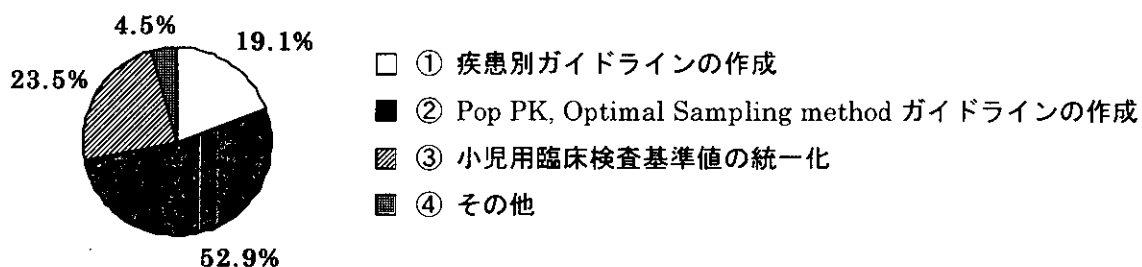 4.5%
19.1%
23.5%
52.9%
□ ① 疾患別ガイドラインの作成
■ ② Pop PK, Optimal Sampling method ガイドラインの作成
▨ ③ 小児用臨床検査基準値の統一化
▦ ④ その他